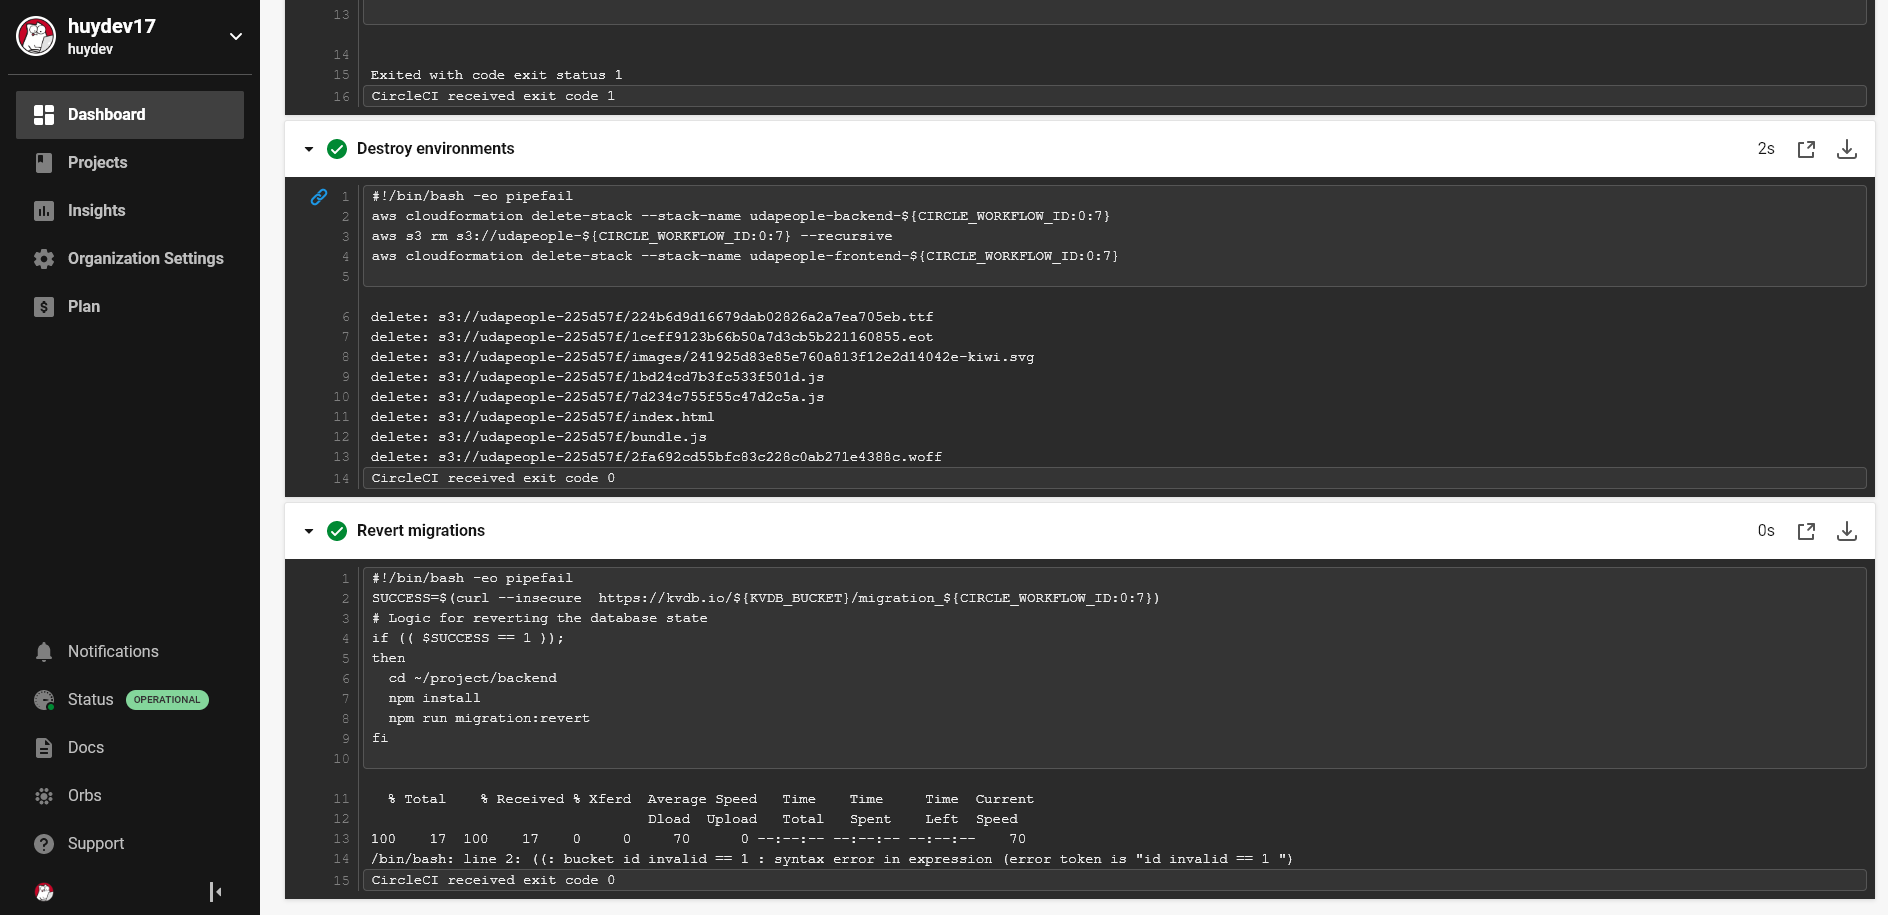 huydev17
huydev
Dashboard
Projects
Insights
Organization Settings
Plan
Notifications
Status OPERATIONAL
Docs
Orbs
Support
13
14
15 Exited with code exit status 1
16 CircleCI received exit code 1
Destroy environments 2s
1 #!/bin/bash -eo pipefail
2 aws cloudformation delete-stack --stack-name udapeople-backend-${CIRCLE_WORKFLOW_ID:0:7}
3 aws s3 rm s3://udapeople-${CIRCLE_WORKFLOW_ID:0:7} --recursive
4 aws cloudformation delete-stack --stack-name udapeople-frontend-${CIRCLE_WORKFLOW_ID:0:7}
5
6 delete: s3://udapeople-225d57f/224b6d9d16679dab02826a2a7ea705eb.ttf
7 delete: s3://udapeople-225d57f/1ceff9123b66b50a7d3cb5b221160855.eot
8 delete: s3://udapeople-225d57f/images/241925d83e85e760a813f12e2d14042e-kiwi.svg
9 delete: s3://udapeople-225d57f/1bd24cd7b3fc533f501d.js
10 delete: s3://udapeople-225d57f/7d234c755f55c47d2c5a.js
11 delete: s3://udapeople-225d57f/index.html
12 delete: s3://udapeople-225d57f/bundle.js
13 delete: s3://udapeople-225d57f/2fa692cd55bfc83c228c0ab271e4388c.woff
14 CircleCI received exit code 0
Revert migrations 0s
1 #!/bin/bash -eo pipefail
2 SUCCESS=$(curl --insecure  https://kvdb.io/${KVDB_BUCKET}/migration_${CIRCLE_WORKFLOW_ID:0:7})
3 # Logic for reverting the database state
4 if (( $SUCCESS == 1 ));
5 then
6   cd ~/project/backend
7   npm install
8   npm run migration:revert
9 fi
10
11   % Total    % Received % Xferd  Average Speed   Time    Time     Time  Current
12                                  Dload  Upload   Total   Spent    Left  Speed
13 100    17  100    17    0     0     70      0 --:--:-- --:--:-- --:--:--    70
14 /bin/bash: line 2: ((: bucket id invalid == 1 : syntax error in expression (error token is "id invalid == 1 ")
15 CircleCI received exit code 0